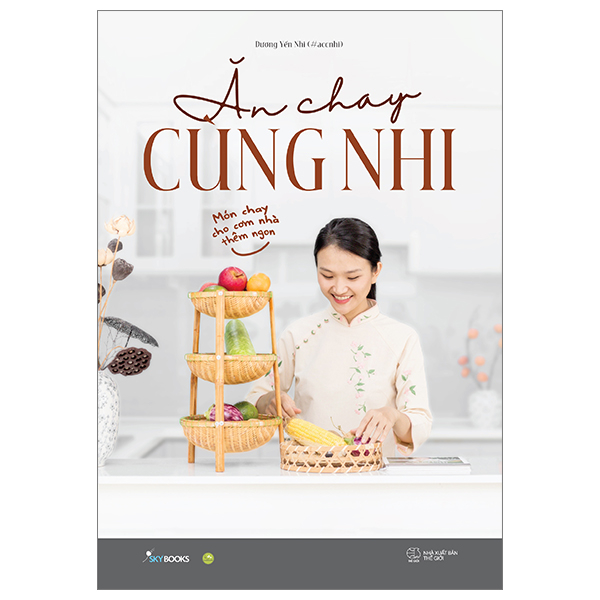 Dương Yến Nhi (#accnhi)
Ăn chay
CÙNG NHI
Món chay
cho cơm nhà
thêm ngon
SKYBOOKS
NHÀ XUẤT BẢN
THẾ GIỚI